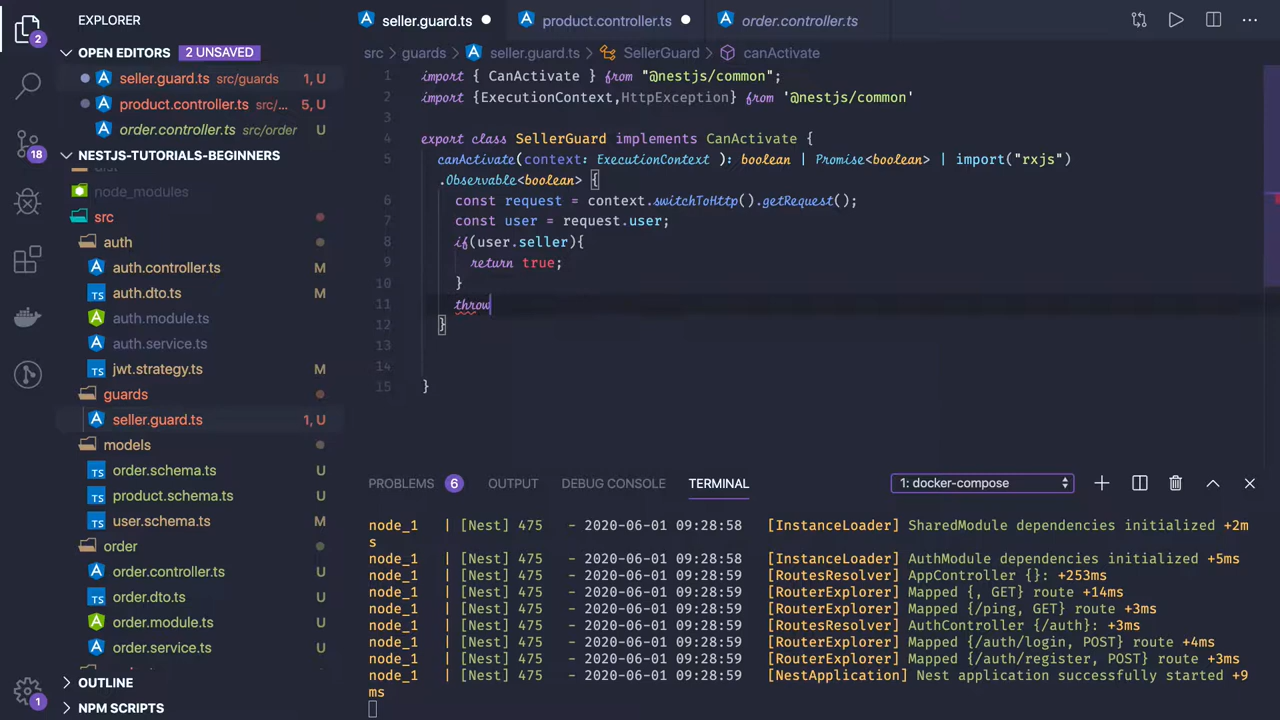 EXPLORER
OPEN EDITORS 2 UNSAVED
seller.guard.ts src/guards 1, U
product.controller.ts src/... 5, U
order.controller.ts src/order U
NESTJS-TUTORIALS-BEGINNERS
node_modules
src
auth
auth.controller.ts M
auth.dto.ts M
auth.module.ts
auth.service.ts
jwt.strategy.ts M
guards
seller.guard.ts 1, U
models
order.schema.ts U
product.schema.ts U
user.schema.ts M
order
order.controller.ts U
order.dto.ts U
order.module.ts U
order.service.ts U
OUTLINE
NPM SCRIPTS
2
18
1
seller.guard.ts product.controller.ts order.controller.ts
src > guards > seller.guard.ts > SellerGuard > canActivate
1 import { CanActivate } from "@nestjs/common";
2 import {ExecutionContext,HttpException} from '@nestjs/common'
3
4 export class SellerGuard implements CanActivate {
5 canActivate(context: ExecutionContext ): boolean | Promise<boolean> | import("rxjs")
.Observable<boolean> {
6 const request = context.switchToHttp().getRequest();
7 const user = request.user;
8 if(user.seller){
9 return true;
10 }
11 throw
12 }
13
14
15 }
PROBLEMS 6 OUTPUT DEBUG CONSOLE TERMINAL 1: docker-compose
node_1 | [Nest] 475 - 2020-06-01 09:28:58 [InstanceLoader] SharedModule dependencies initialized +2m
s
node_1 | [Nest] 475 - 2020-06-01 09:28:59 [InstanceLoader] AuthModule dependencies initialized +5ms
node_1 | [Nest] 475 - 2020-06-01 09:28:59 [RoutesResolver] AppController {}: +253ms
node_1 | [Nest] 475 - 2020-06-01 09:28:59 [RouterExplorer] Mapped {, GET} route +14ms
node_1 | [Nest] 475 - 2020-06-01 09:28:59 [RouterExplorer] Mapped {/ping, GET} route +3ms
node_1 | [Nest] 475 - 2020-06-01 09:28:59 [RoutesResolver] AuthController {/auth}: +3ms
node_1 | [Nest] 475 - 2020-06-01 09:28:59 [RouterExplorer] Mapped {/auth/login, POST} route +4ms
node_1 | [Nest] 475 - 2020-06-01 09:28:59 [RouterExplorer] Mapped {/auth/register, POST} route +3ms
node_1 | [Nest] 475 - 2020-06-01 09:28:59 [NestApplication] Nest application successfully started +9
ms